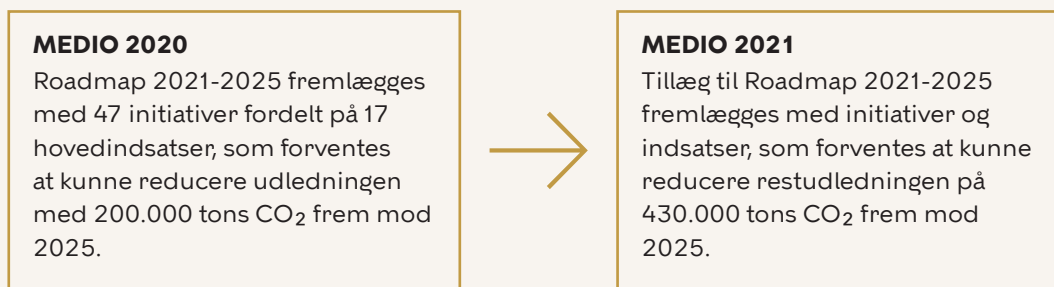 MEDIO 2020
Roadmap 2021-2025 fremlægges
med 47 initiativer fordelt på 17
hovedindsatser, som forventes
at kunne reducere udledningen
med 200.000 tons CO₂ frem mod
2025.
MEDIO 2021
Tillæg til Roadmap 2021-2025
fremlægges med initiativer og
indsatser, som forventes at kunne
reducere restudledningen på
430.000 tons CO₂ frem mod
2025.